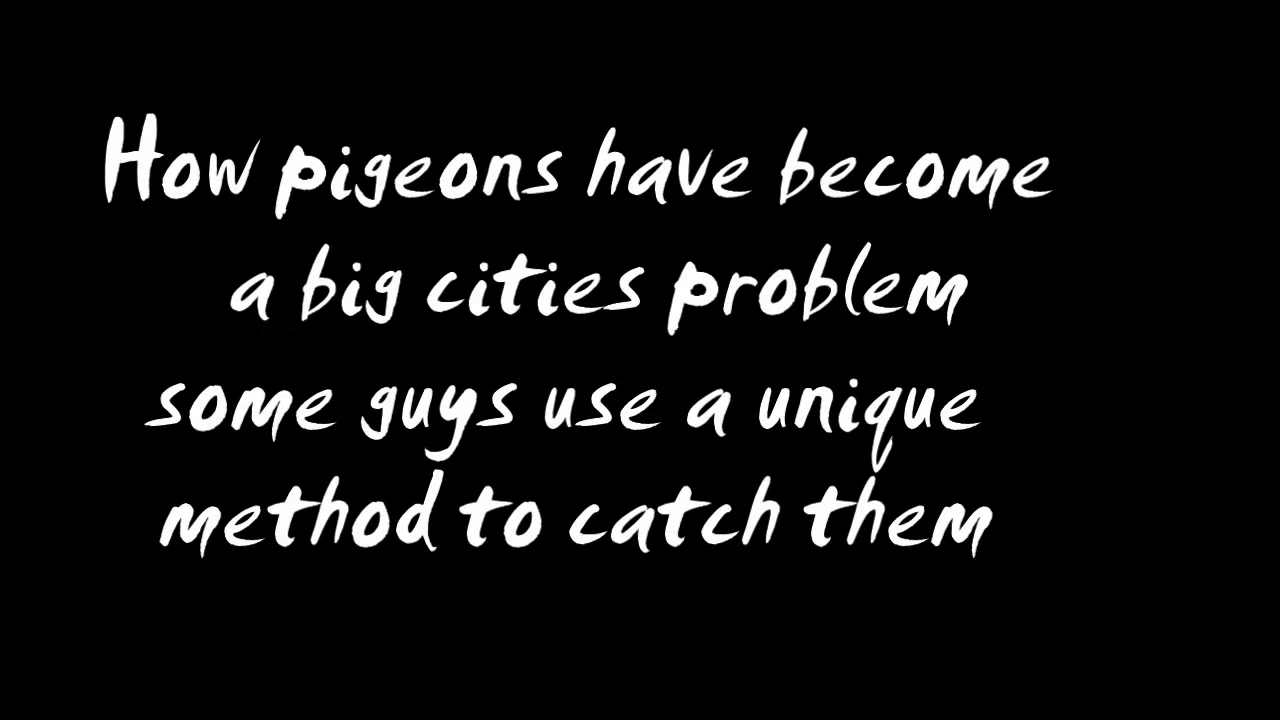 How pigeons have become
a big cities problem
some guys use a unique
method to catch them